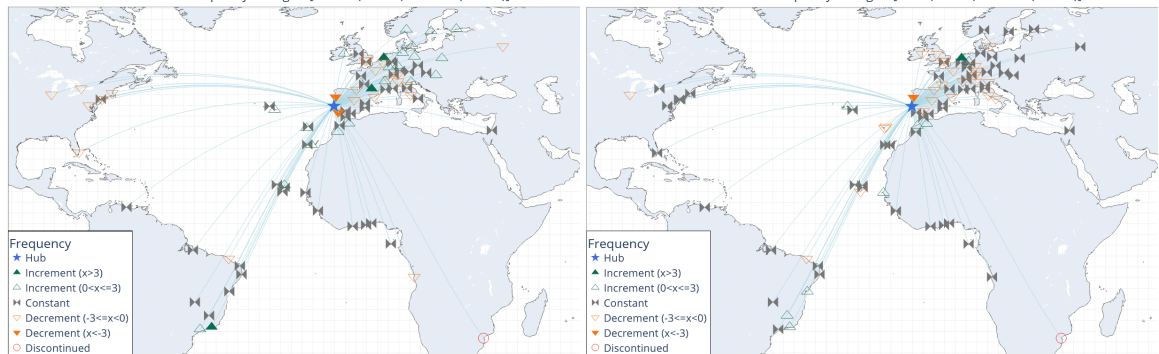 Frequency
Hub
Increment (x>3)
Increment (0<x<=3)
Constant
Decrement (-3<=x<0)
Decrement (x<-3)
Discontinued
Frequency
Hub
Increment (x>3)
Increment (0<x<=3)
Constant
Decrement (-3<=x<0)
Decrement (x<-3)
Discontinued